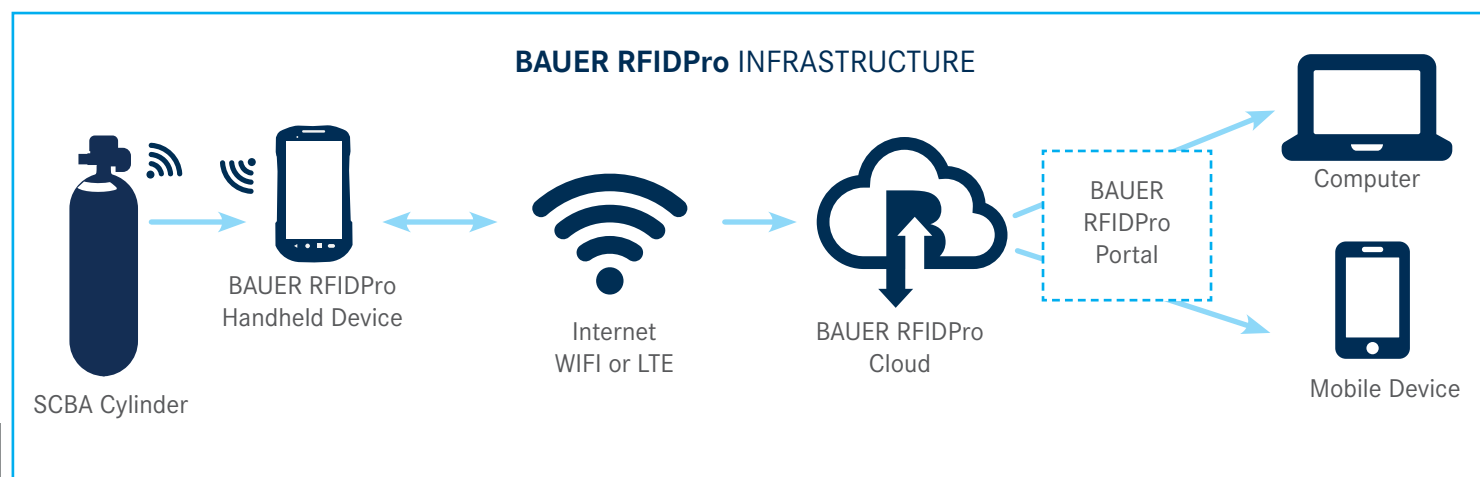 BAUER RFIDPro INFRASTRUCTURE
SCBA Cylinder
BAUER RFIDPro
Handheld Device
Internet
WIFI or LTE
B
BAUER RFIDPro
Cloud
BAUER
RFIDPro
Portal
Computer
Mobile Device